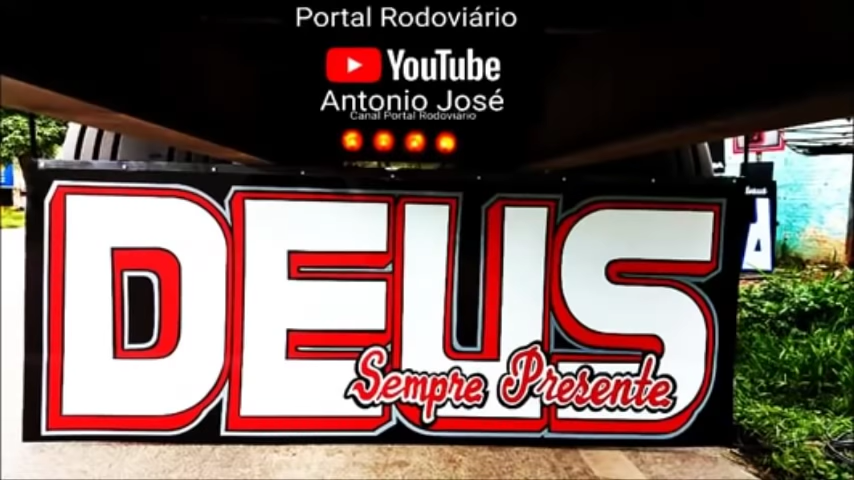 Portal Rodoviário
YouTube
Antonio José
Canal Portal Rodoviário
DEUS
Sempre Presente